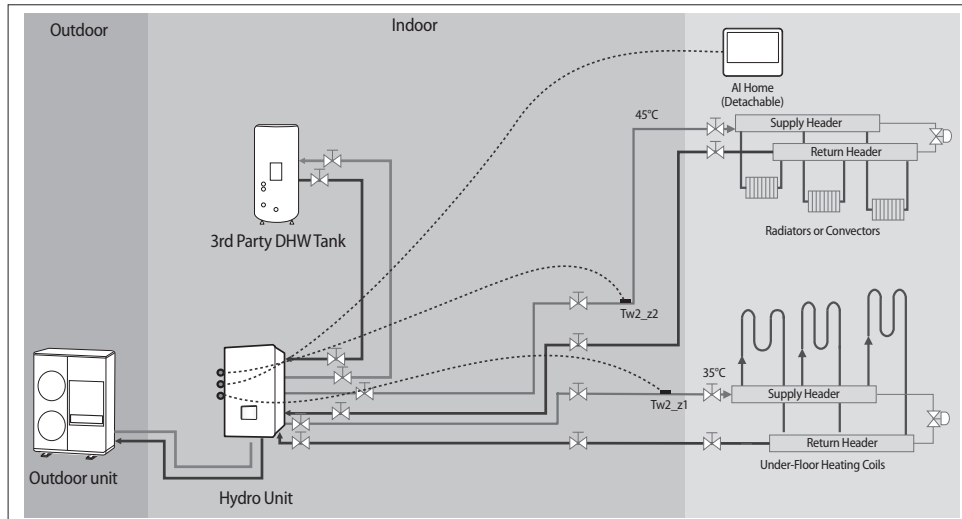 Outdoor
Indoor
AI Home
(Detachable)
45°C
Supply Header
Return Header
3rd Party DHW Tank
Radiators or Convectors
Tw2_z2
35°C
Tw2_z1
Supply Header
Return Header
Under-Floor Heating Coils
Outdoor unit
Hydro Unit